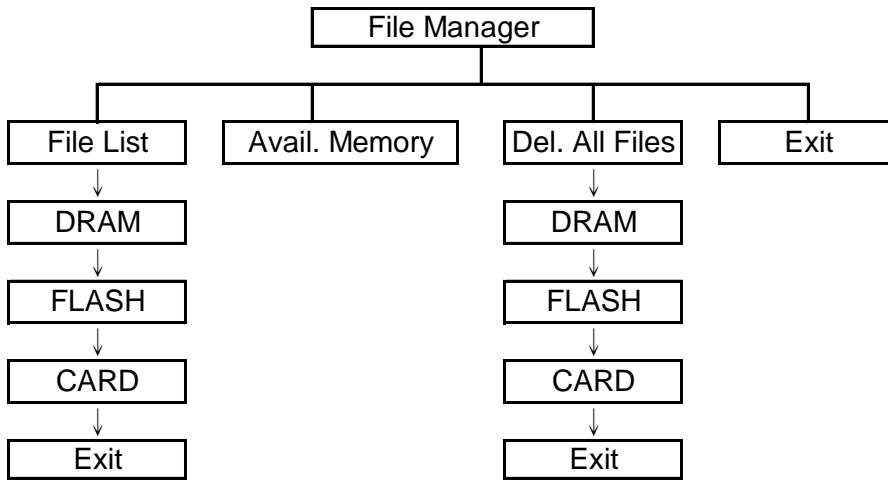 File Manager
File List
Avail. Memory
Del. All Files
Exit
DRAM
DRAM
FLASH
FLASH
CARD
CARD
Exit
Exit